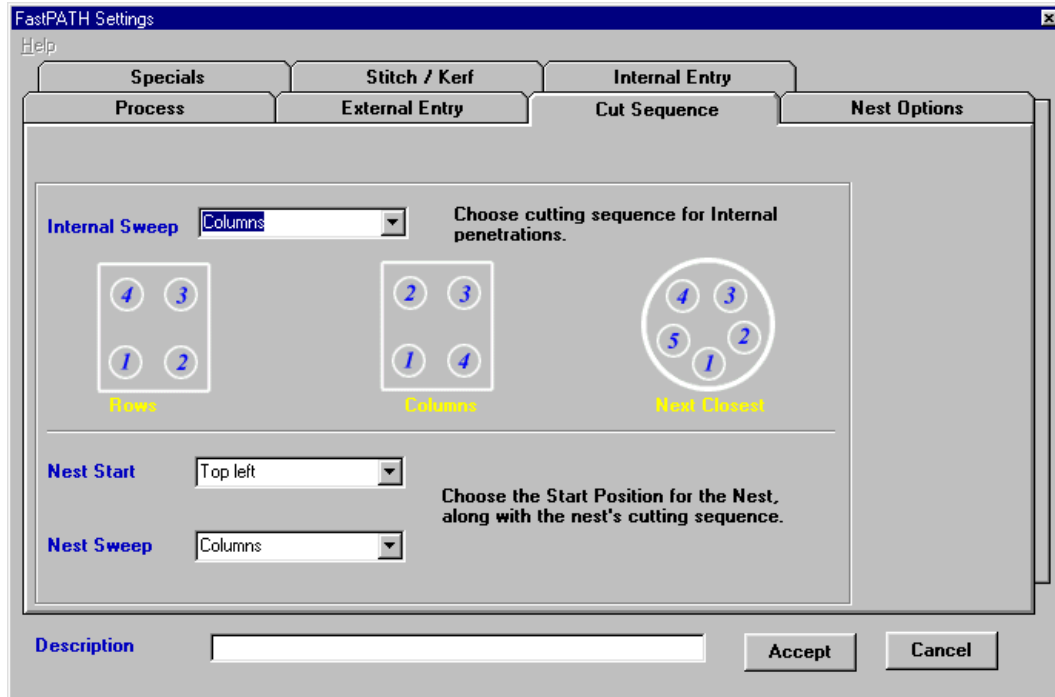 FastPATH Settings
Help
Specials
Stitch / Kerf
Internal Entry
Process
External Entry
Cut Sequence
Nest Options
Internal Sweep
Columns
Choose cutting sequence for Internal
penetrations.
4 3
1 2
Rows
2 3
1 4
Columns
4 3
5 2
1
Next Closest
Nest Start
Top left
Choose the Start Position for the Nest,
along with the nest's cutting sequence.
Nest Sweep
Columns
Description
Accept
Cancel